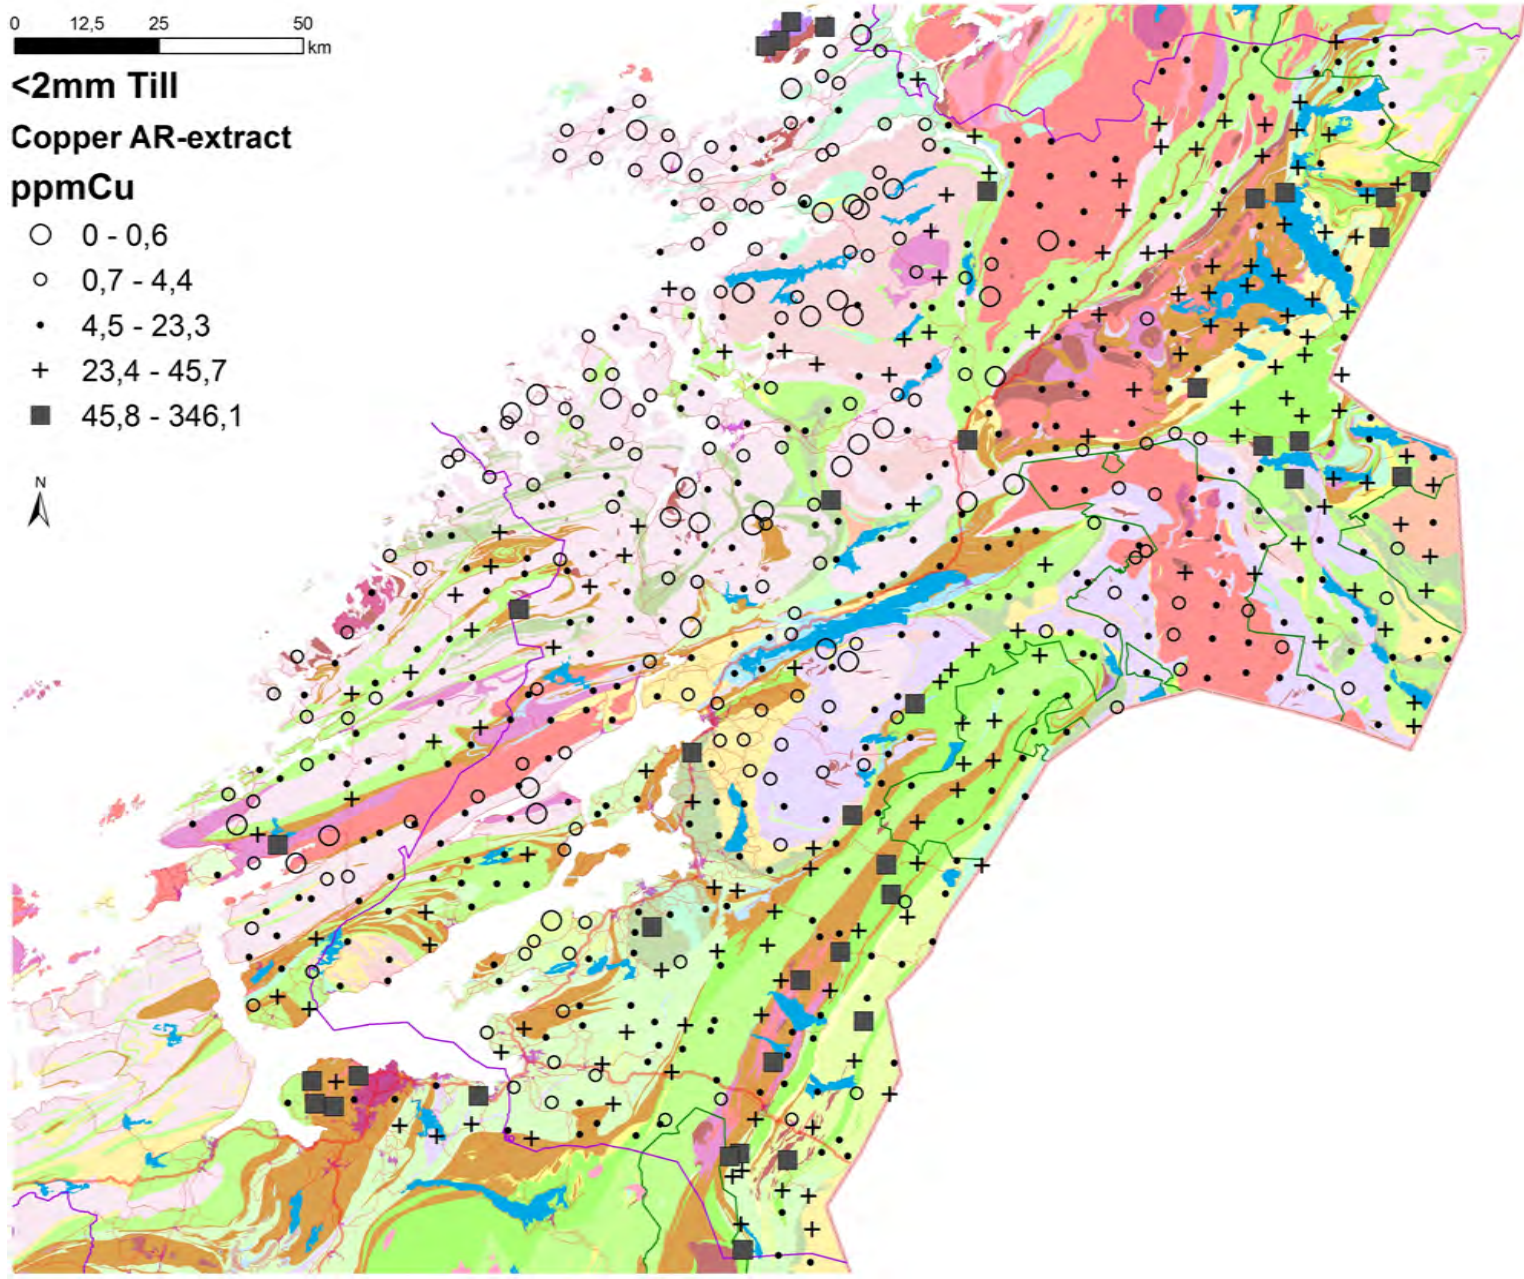 0 12,5 25 50
km
<2mm Till
Copper AR-extract
ppmCu
0 - 0,6
0,7 - 4,4
4,5 - 23,3
23,4 - 45,7
45,8 - 346,1
N